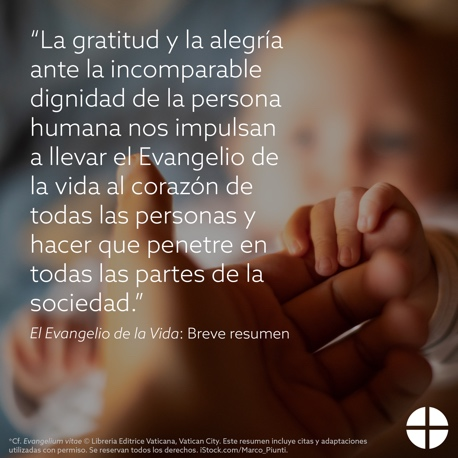 “La gratitud y la alegría
ante la incomparable
dignidad de la persona
humana nos impulsan
a llevar el Evangelio de
la vida al corazón de
todas las personas y
hacer que penetre en
todas las partes de la
sociedad.”
El Evangelio de la Vida: Breve resumen
*Cf. Evangelium vitae © Libreria Editrice Vaticana, Vatican City. Este resumen incluye citas y adaptaciones
utilizadas con permiso. Se reservan todos los derechos. iStock.com/Marco_Piunti.